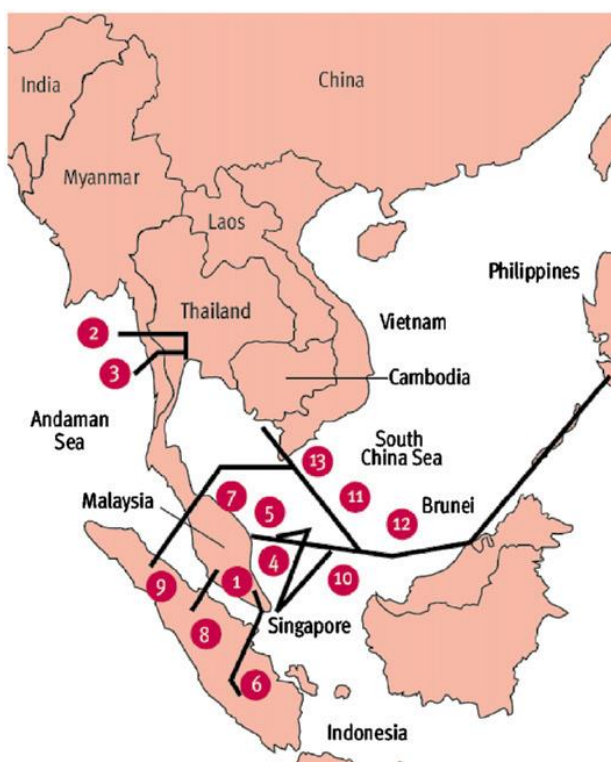 India
China
Myanmar
Laos
Philippines
Thailand
2
Vietnam
3
Cambodia
Andaman
Sea
South
China Sea
13
7
11
Malaysia
5
12
Brunei
4
9
1
10
8
Singapore
6
Indonesia